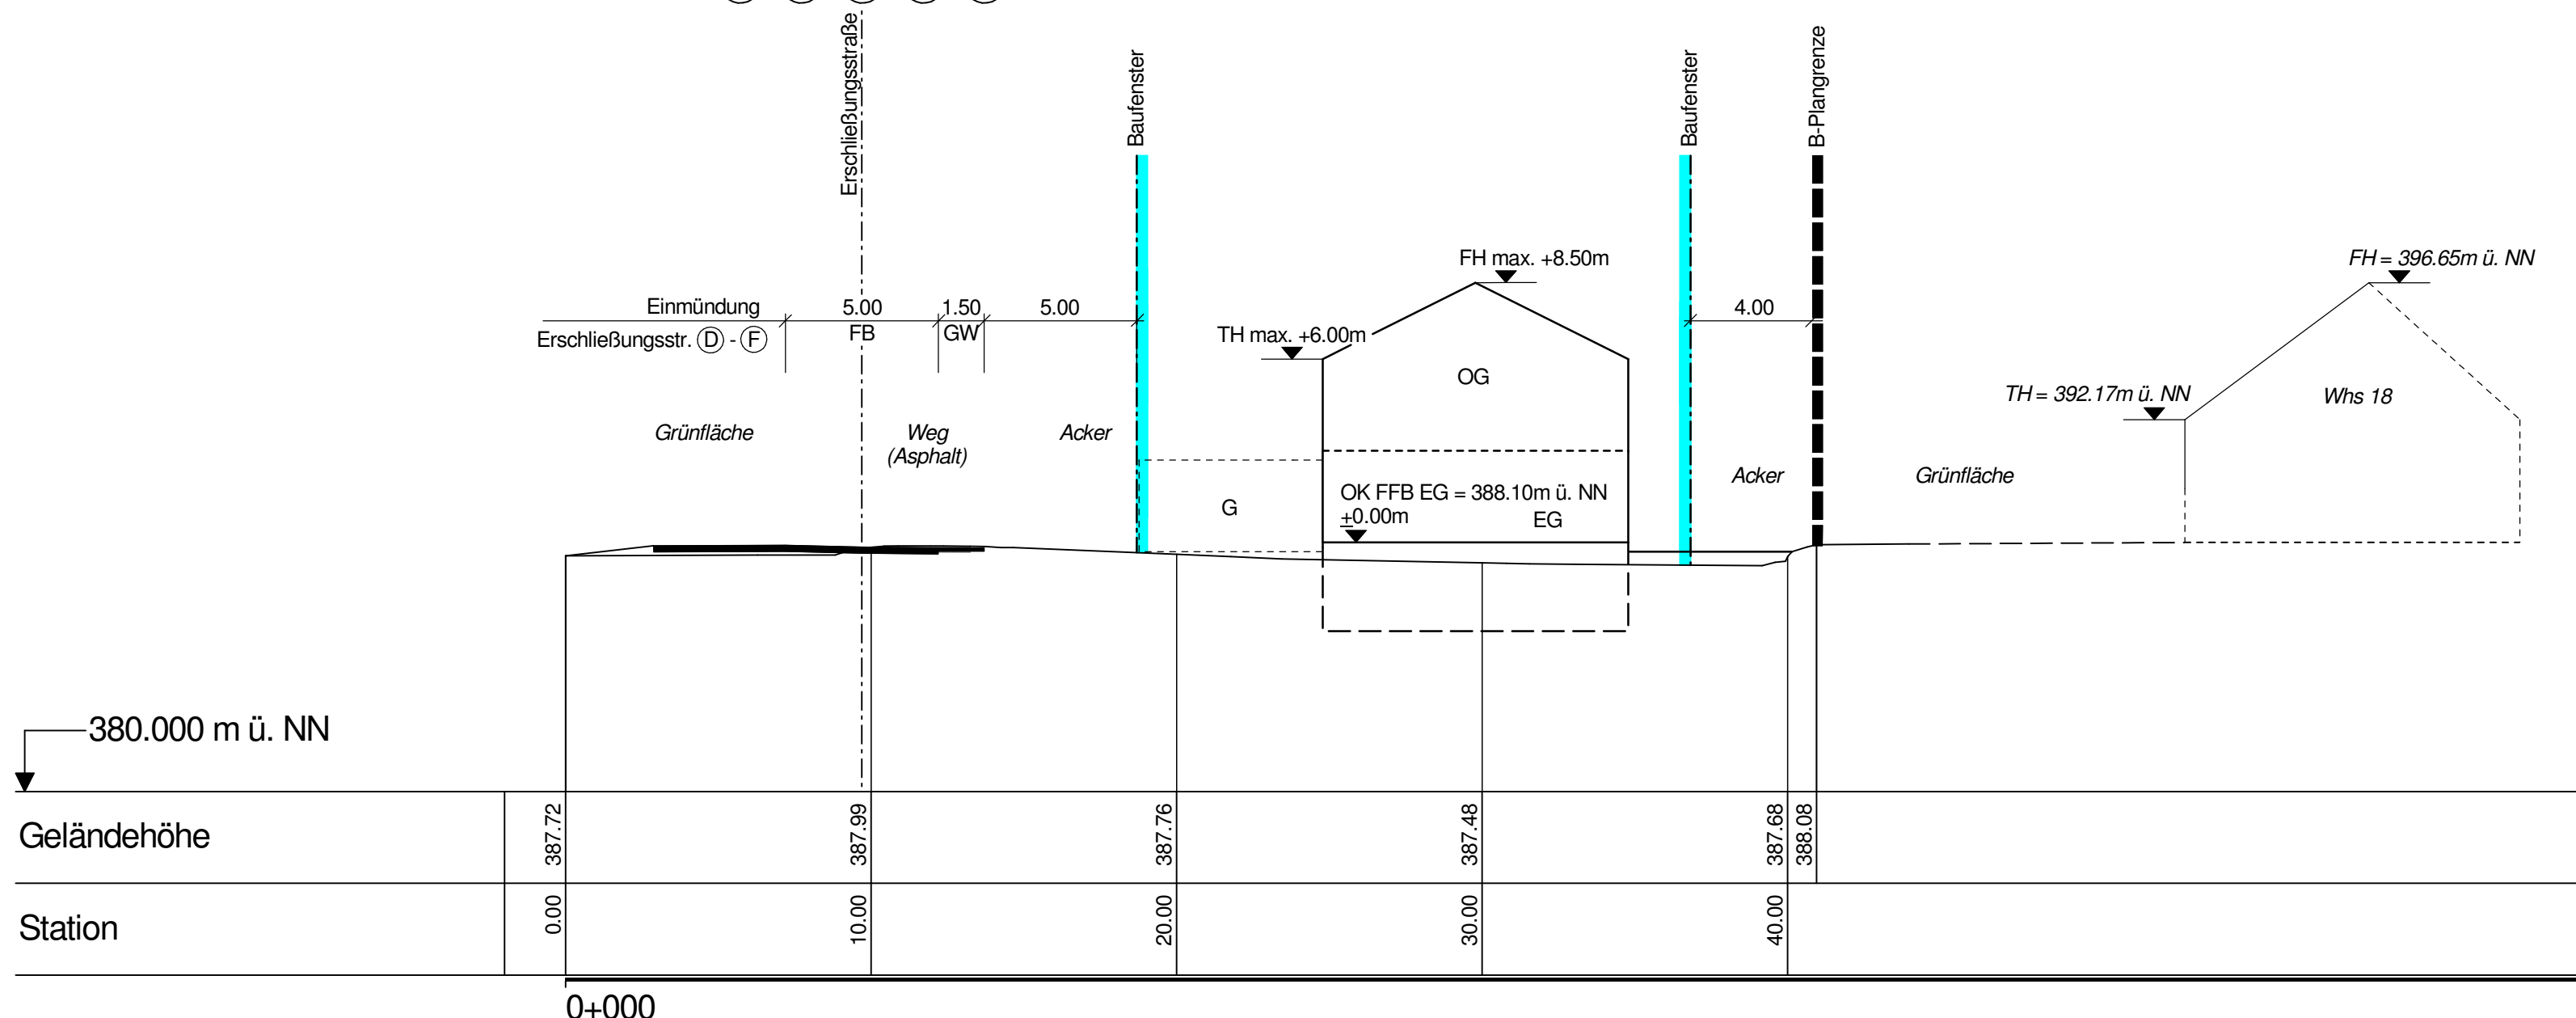 Erschließungsstraße
Baufenster
Baufenster
B-Plangrenze
FH max. +8.50m
FH = 396.65m ü. NN
Einmündung 5.00 1.50 5.00
4.00
Erschließungsstr. D - F FB GW
TH max. +6.00m
OG
TH = 392.17m ü. NN
Whs 18
Grünfläche
Weg
(Asphalt)
Acker
Acker
Grünfläche
G
OK FFB EG = 388.10m ü. NN
±0.00m
EG
380.000 m ü. NN
Geländehöhe 387.72 387.99 387.76 387.48 387.68 388.08
Station 0.00 10.00 20.00 30.00 40.00
0+000